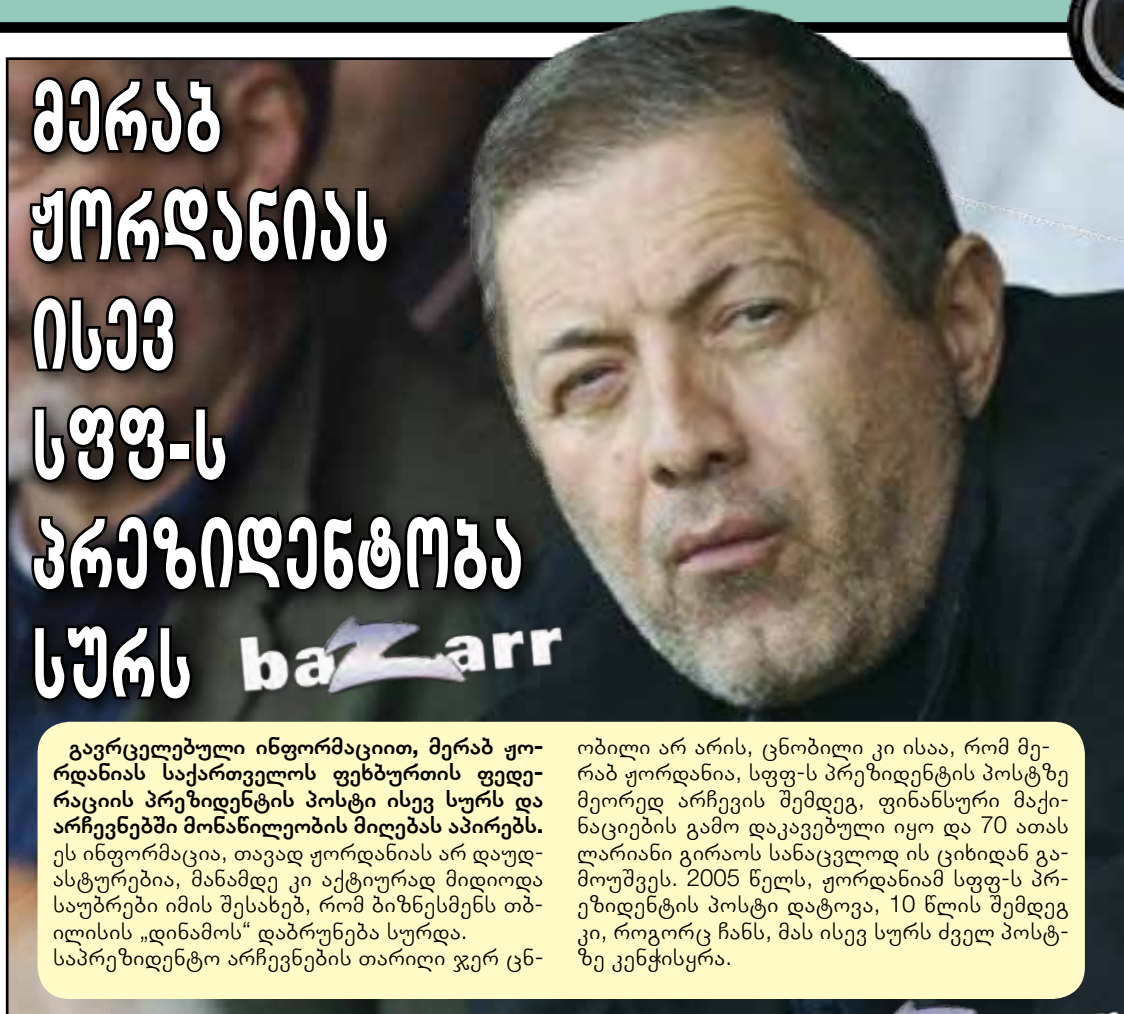 მერაბ
ჟორდანიას
ისევ
სფფ-ს
პრეზიდენტობა
სურს
bazarr
გავრცელებული ინფორმაციით, მერაბ ჟო-
რდანიას საქართველოს ფეხბურთის ფედე-
რაციის პრეზიდენტის პოსტი ისევ სურს და
არჩევნებში მონაწილეობის მიღებას აპირებს.
ეს ინფორმაცია, თავად ჟორდანიას არ დაუდ-
ასტურებია, მანამდე კი აქტიურად მიდიოდა
საუბრები იმის შესახებ, რომ ბიზნესმენს თბ-
ილისის „დინამოს“ დაბრუნება სურდა.
საპრეზიდენტო არჩევნების თარიღი ჯერ ცნ-
ობილი არ არის, ცნობილი კი ისაა, რომ მე-
რაბ ჟორდანია, სფფ-ს პრეზიდენტის პოსტზე
მეორედ არჩევის შემდეგ, ფინანსური მაქი-
ნაციების გამო დაკავებული იყო და 70 ათას
ლარიანი გირაოს სანაცვლოდ ის ციხიდან გა-
მოუშვეს. 2005 წელს, ჟორდანიამ სფფ-ს პრ-
ეზიდენტის პოსტი დატოვა, 10 წლის შემდეგ
კი, როგორც ჩანს, მას ისევ სურს ძველ პოსტ-
ზე კენჭისყრა.